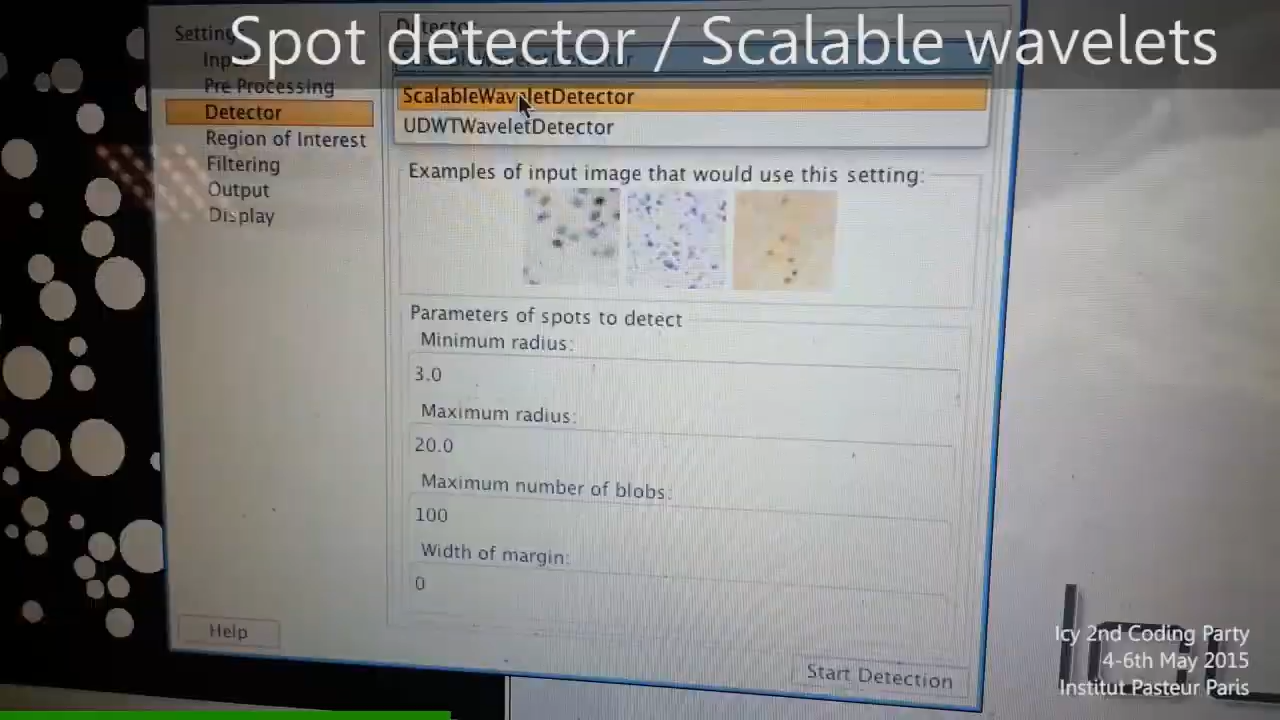 Spot detector / Scalable wavelets
Detector
ScalableWaveletDetector
UDWTWaveletDetector
Pre Processing
Detector
Region of Interest
Filtering
Output
Display
Examples of input image that would use this setting:
Parameters of spots to detect
Minimum radius:
3.0
Maximum radius:
20.0
Maximum number of blobs:
100
Width of margin:
0
Help
Start Detection
Icy 2nd Coding Party
4-6th May 2015
Institut Pasteur Paris